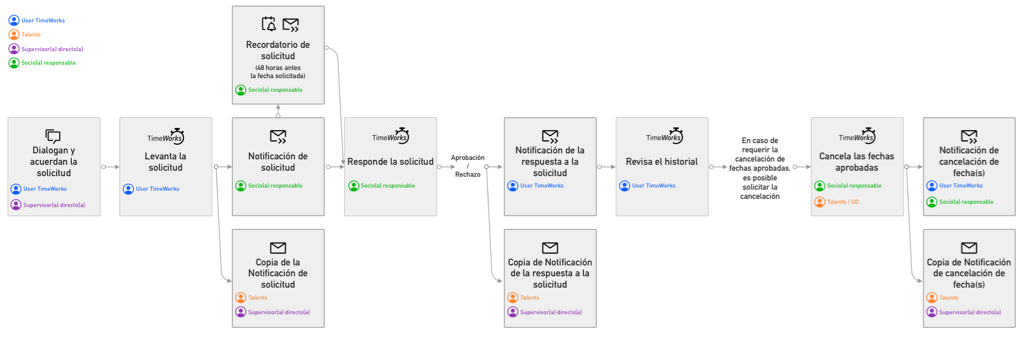 User TimeWorks
Talento
Supervisor(a) directo(a)
Socio(a) responsable
Recordatorio de
solicitud
(48 horas antes
la fecha solicitada)
Socio(a) responsable
Dialogan y
acuerdan la
solicitud
User TimeWorks
Supervisor(a) directo(a)
TimeWorks
Levanta la
solicitud
User TimeWorks
Notificación de
solicitud
Socio(a) responsable
TimeWorks
Responde la solicitud
Socio(a) responsable
Aprobación
/
Rechazo
Notificación de la
respuesta a la
solicitud
User TimeWorks
TimeWorks
Revisa el historial
User TimeWorks
En caso de
requerir la
cancelación de
fechas aprobadas,
es posible
solicitar la
cancelación
TimeWorks
Cancela las fechas
aprobadas
Socio(a) responsable
Talento / SD
Notificación de
cancelación de
fecha(s)
User TimeWorks
Socio(a) responsable
Copia de la
Notificación de
solicitud
Talento
Supervisor(a) directo(a)
Copia de Notificación
de la respuesta a la
solicitud
Talento
Supervisor(a) directo(a)
Copia de Notificación
de cancelación de
fecha(s)
Talento
Supervisor(a) directo(a)